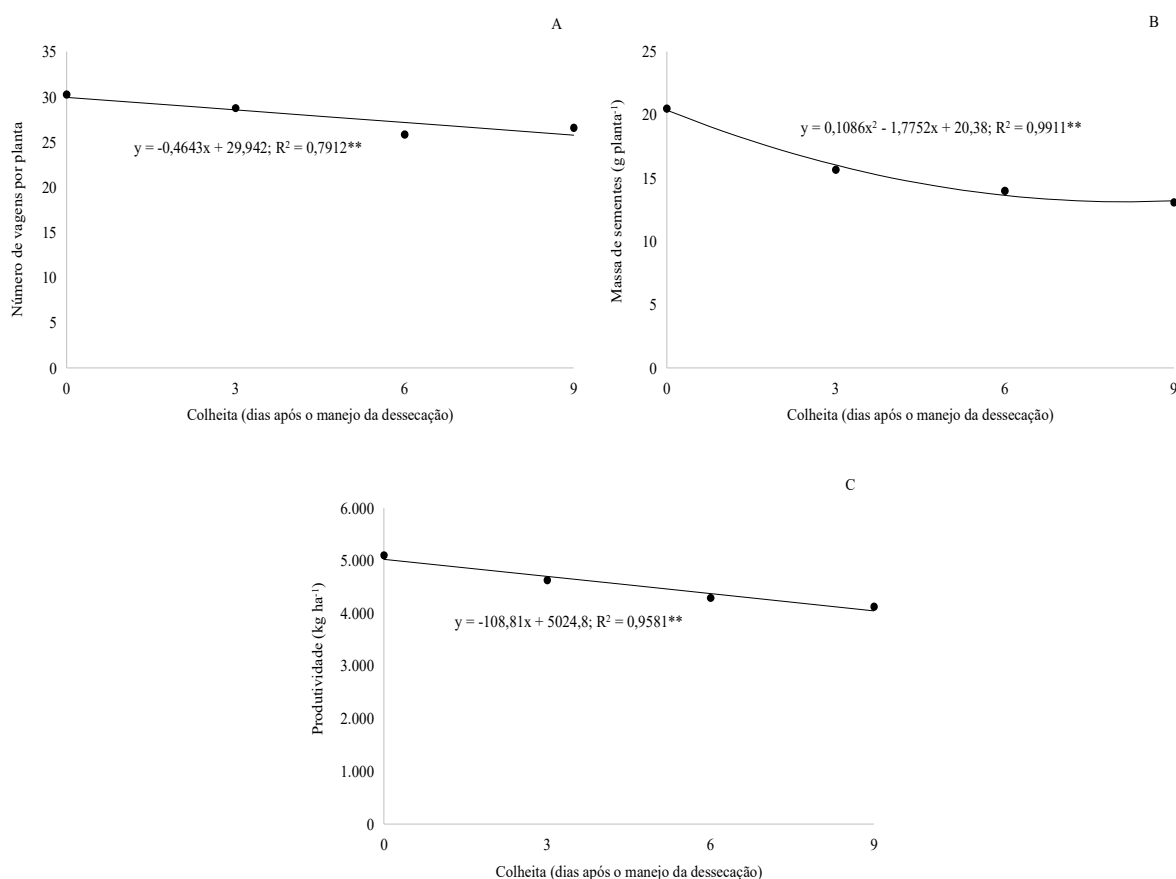 A
35
30
25
20
15
10
5
0
0 3 6 9
Número de vagens por planta
y = -0,4643x + 29,942; R² = 0,7912**
Colheita (dias após o manejo da dessecação)
B
25
20
15
10
5
0
0 3 6 9
Massa de sementes (g planta⁻¹)
y = 0,1086x² - 1,7752x + 20,38; R² = 0,9911**
Colheita (dias após o manejo da dessecação)
C
6.000
5.000
4.000
3.000
2.000
1.000
0
0 3 6 9
Produtividade (kg ha⁻¹)
y = -108,81x + 5024,8; R² = 0,9581**
Colheita (dias após o manejo da dessecação)